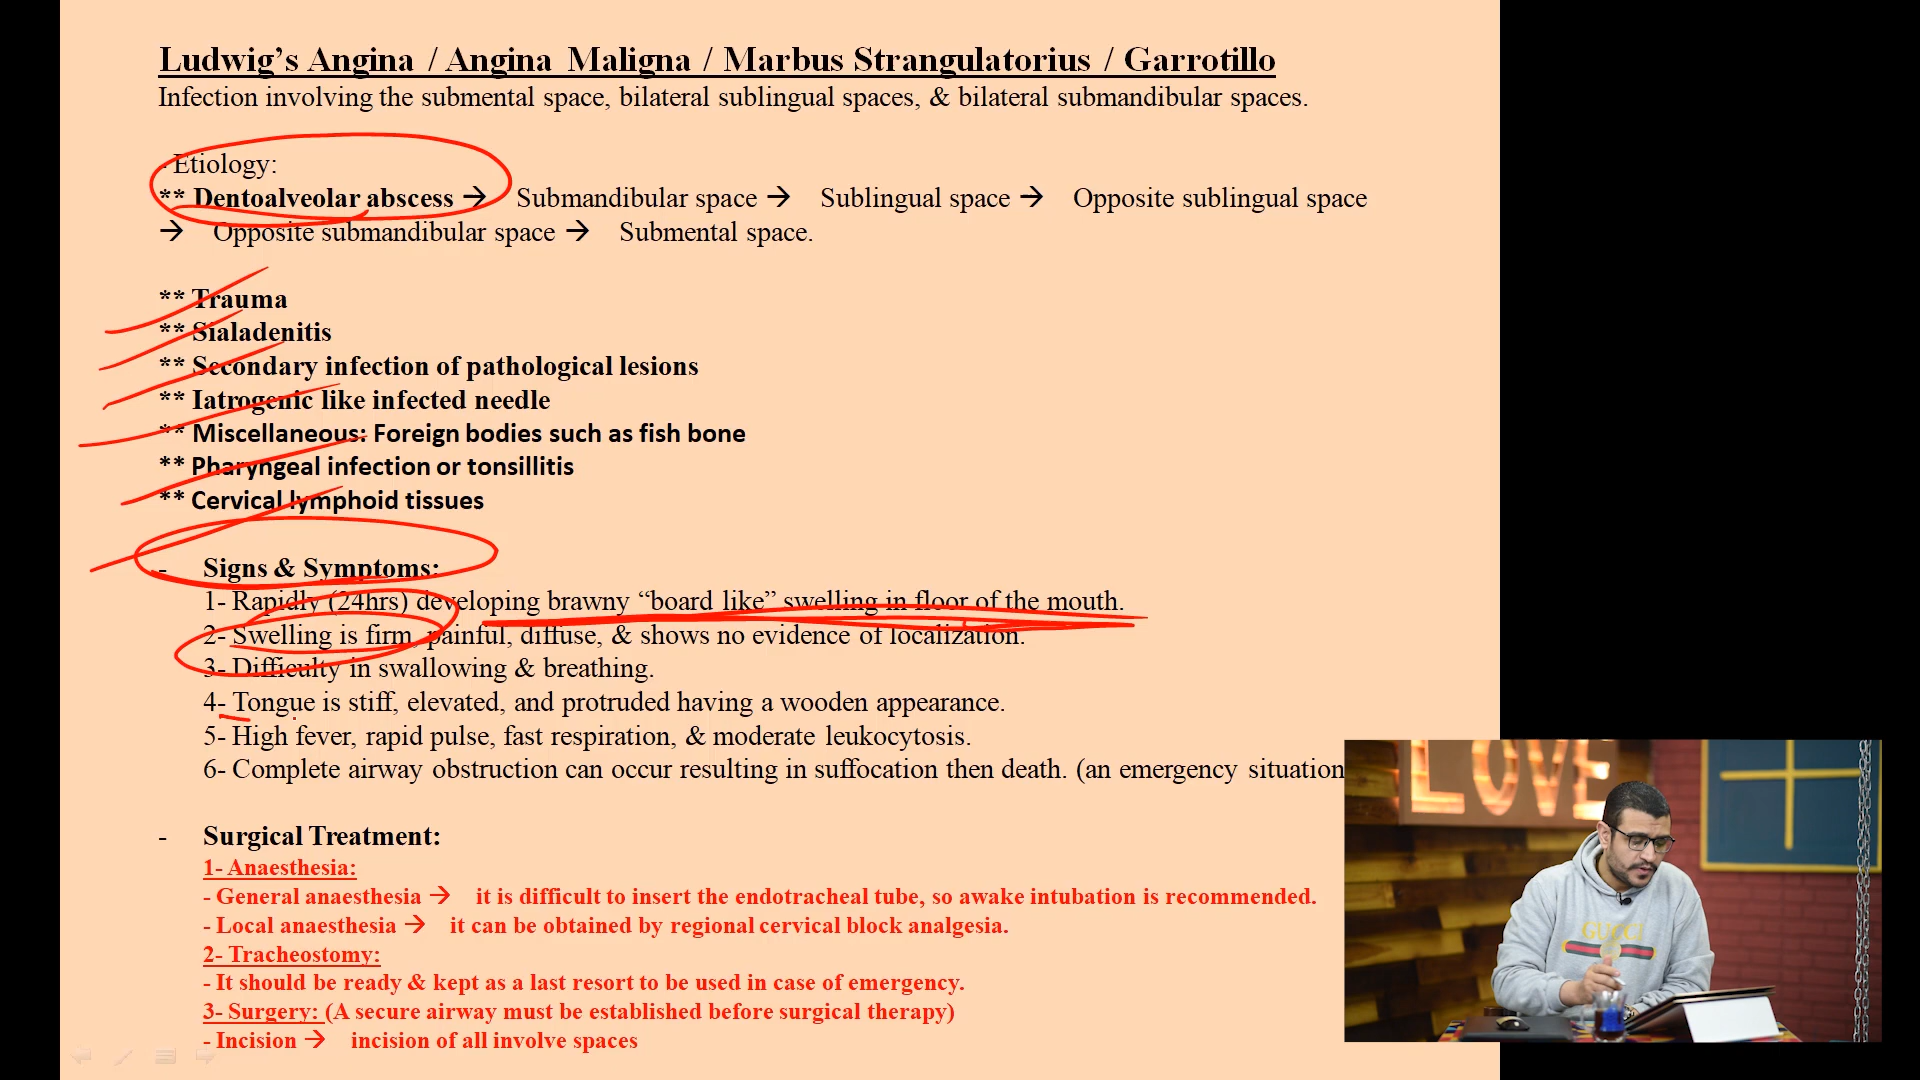 Ludwig’s Angina / Angina Maligna / Marbus Strangulatorius / Garrotillo
Infection involving the submental space, bilateral sublingual spaces, & bilateral submandibular spaces.
- Etiology:
** Dentoalveolar abscess → Submandibular space → Sublingual space → Opposite sublingual space
→ Opposite submandibular space → Submental space.
** Trauma
** Sialadenitis
** Secondary infection of pathological lesions
** Iatrogenic like infected needle
** Miscellaneous: Foreign bodies such as fish bone
** Pharyngeal infection or tonsillitis
** Cervical lymphoid tissues
- Signs & Symptoms:
1- Rapidly (24hrs) developing brawny “board like” swelling in floor of the mouth.
2- Swelling is firm, painful, diffuse, & shows no evidence of localization.
3- Difficulty in swallowing & breathing.
4- Tongue is stiff, elevated, and protruded having a wooden appearance.
5- High fever, rapid pulse, fast respiration, & moderate leukocytosis.
6- Complete airway obstruction can occur resulting in suffocation then death. (an emergency situation
- Surgical Treatment:
1- Anaesthesia:
- General anaesthesia → it is difficult to insert the endotracheal tube, so awake intubation is recommended.
- Local anaesthesia → it can be obtained by regional cervical block analgesia.
2- Tracheostomy:
- It should be ready & kept as a last resort to be used in case of emergency.
3- Surgery: (A secure airway must be established before surgical therapy)
- Incision → incision of all involve spaces
LOVE
GUCCI